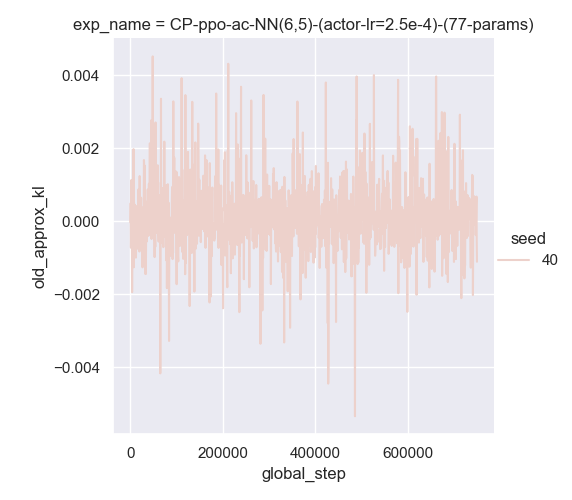 exp_name = CP-ppo-ac-NN(6,5)-(actor-lr=2.5e-4)-(77-params)
0.004
0.002
0.000
−0.002
−0.004
old_approx_kl
seed
40
0
200000
400000
600000
global_step